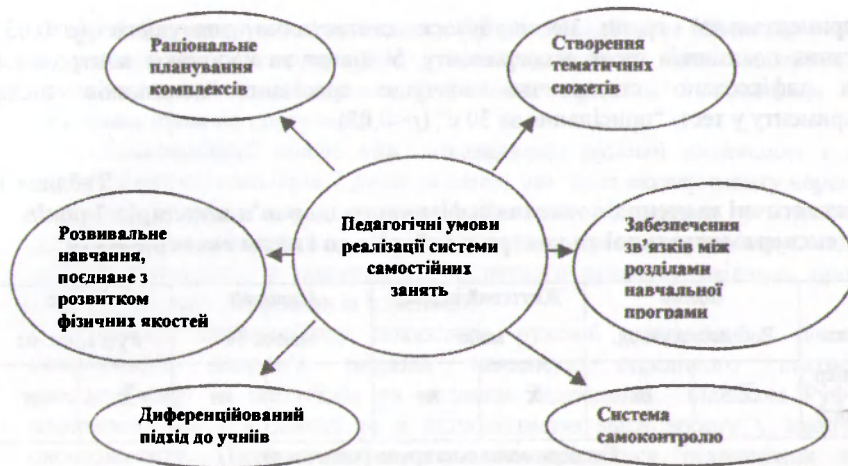 Раціональне
планування
комплексів
Створення
тематичних
сюжетів
Розвивальне
навчання,
поєднане з
розвитком
фізичних якостей
Педагогічні умови
реалізації системи
самостійних
занять
Забезпечення
зв'язків між
розділами
навчальної
програми
Диференційований
підхід до учнів
Система
самоконтролю